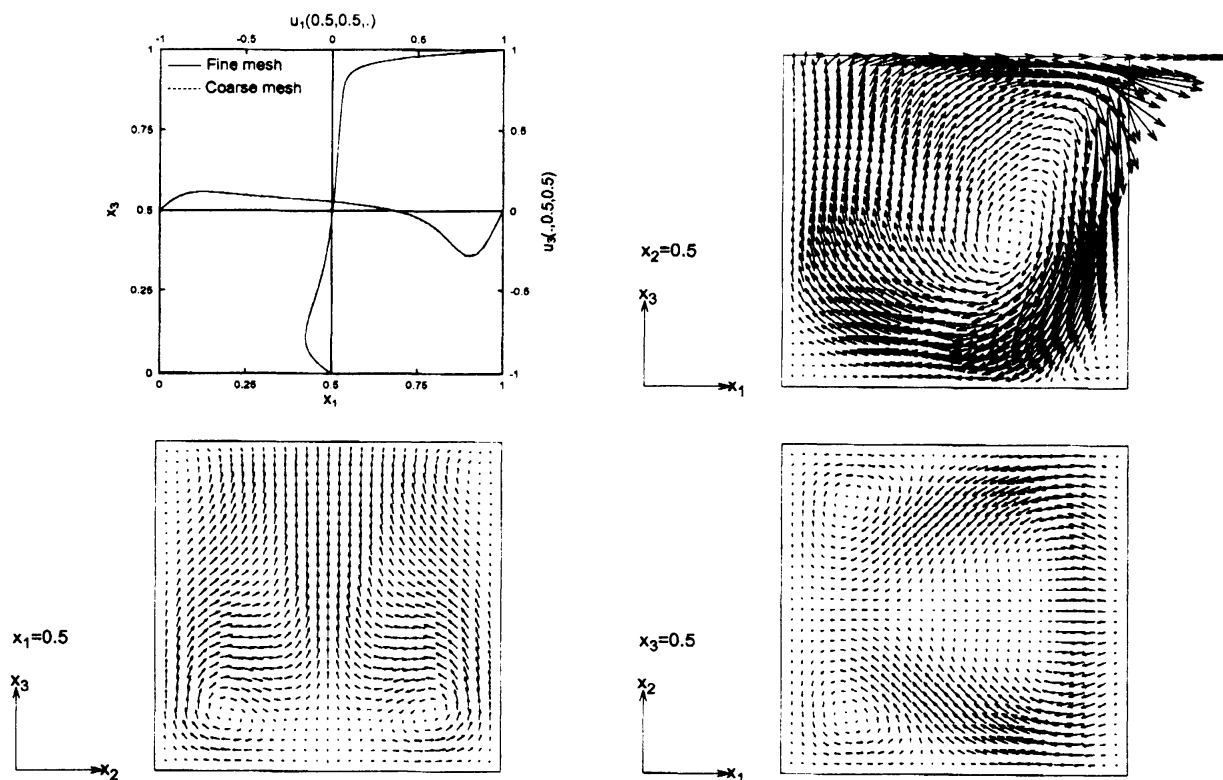 u₁(0.5,0.5,.)
-1 -0.5 0 0.5 1
1 1
Fine mesh
Coarse mesh
0.75 0.5
x₃ 0.5 0 u₃(.,0.5,0.5)
0.25 -0.5
0 -1
0 0.25 0.5 0.75 1
x₁
x₂=0.5
x₃
x₁
x₁=0.5
x₃
x₂
x₃=0.5
x₂
x₁